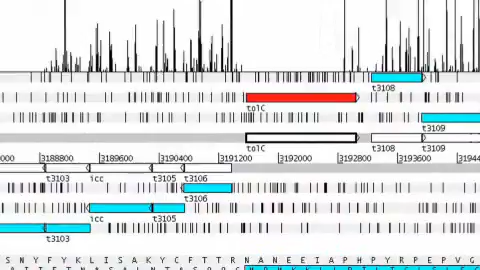 t3108
tolC
t3109
tolC t3108 t3109
3188800 3189600 3190400 3191200 3192000 3192800 3193600
t3103 icc t3105 t3106
t3106
icc t3105
t3103
S N Y F Y K L I S A K Y C F T T R N A N E E I A P H P Y R P E P V G